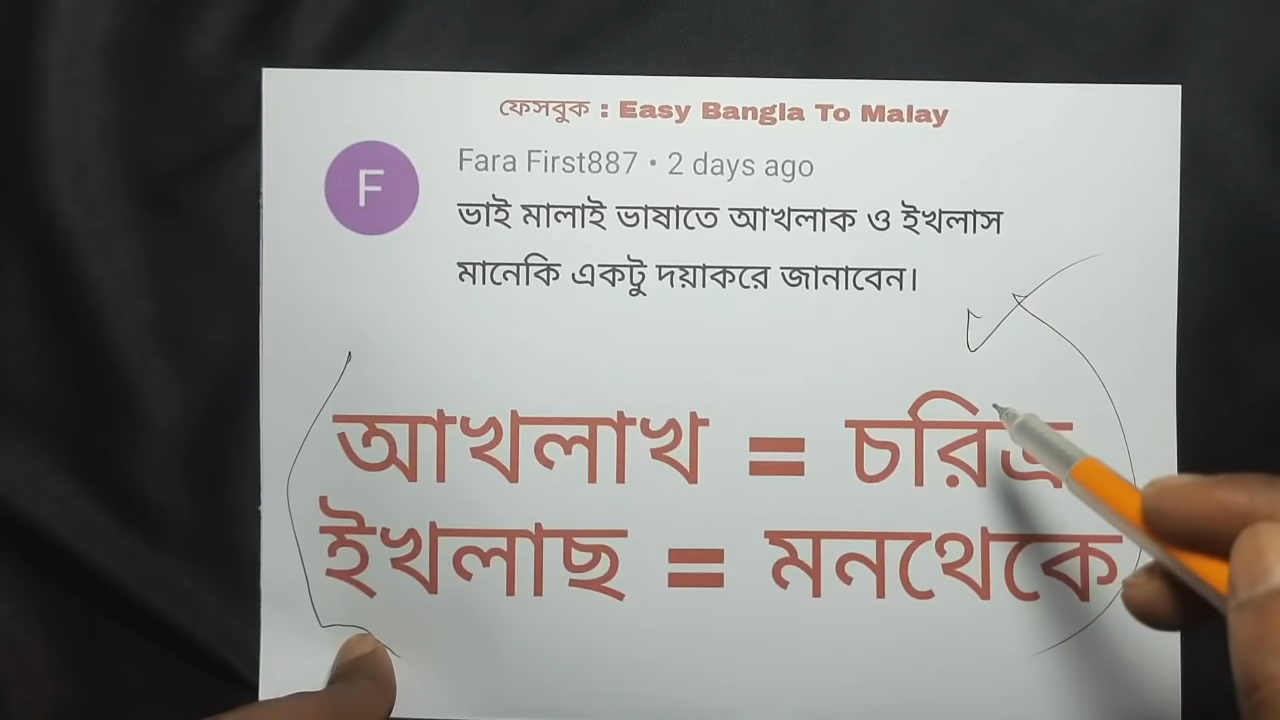 ফেসবুক : Easy Bangla To Malay
F
Fara First887 • 2 days ago
ভাই মালাই ভাষাতে আখলাক ও ইখলাস
মানেকি একটু দয়াকরে জানাবেন।
আখলাখ = চরিত্র
ইখলাছ = মনথেকে